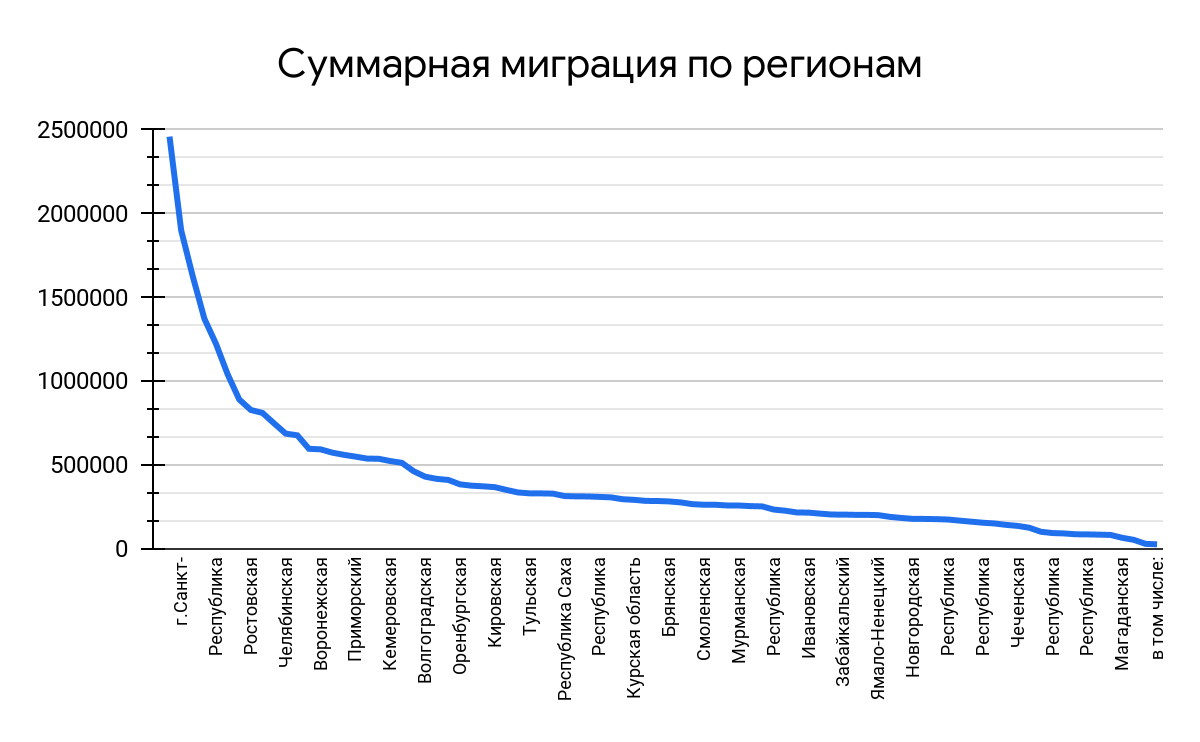 Суммарная миграция по регионам
2500000
2000000
1500000
1000000
500000
0
г.Санкт-
Республика
Ростовская
Челябинская
Воронежская
Приморский
Кемеровская
Волгоградская
Оренбургская
Кировская
Тульская
Республика Саха
Республика
Курская область
Брянская
Смоленская
Мурманская
Республика
Ивановская
Забайкальский
Ямало-Ненецкий
Новгородская
Республика
Республика
Чеченская
Республика
Республика
Магаданская
в том числе: